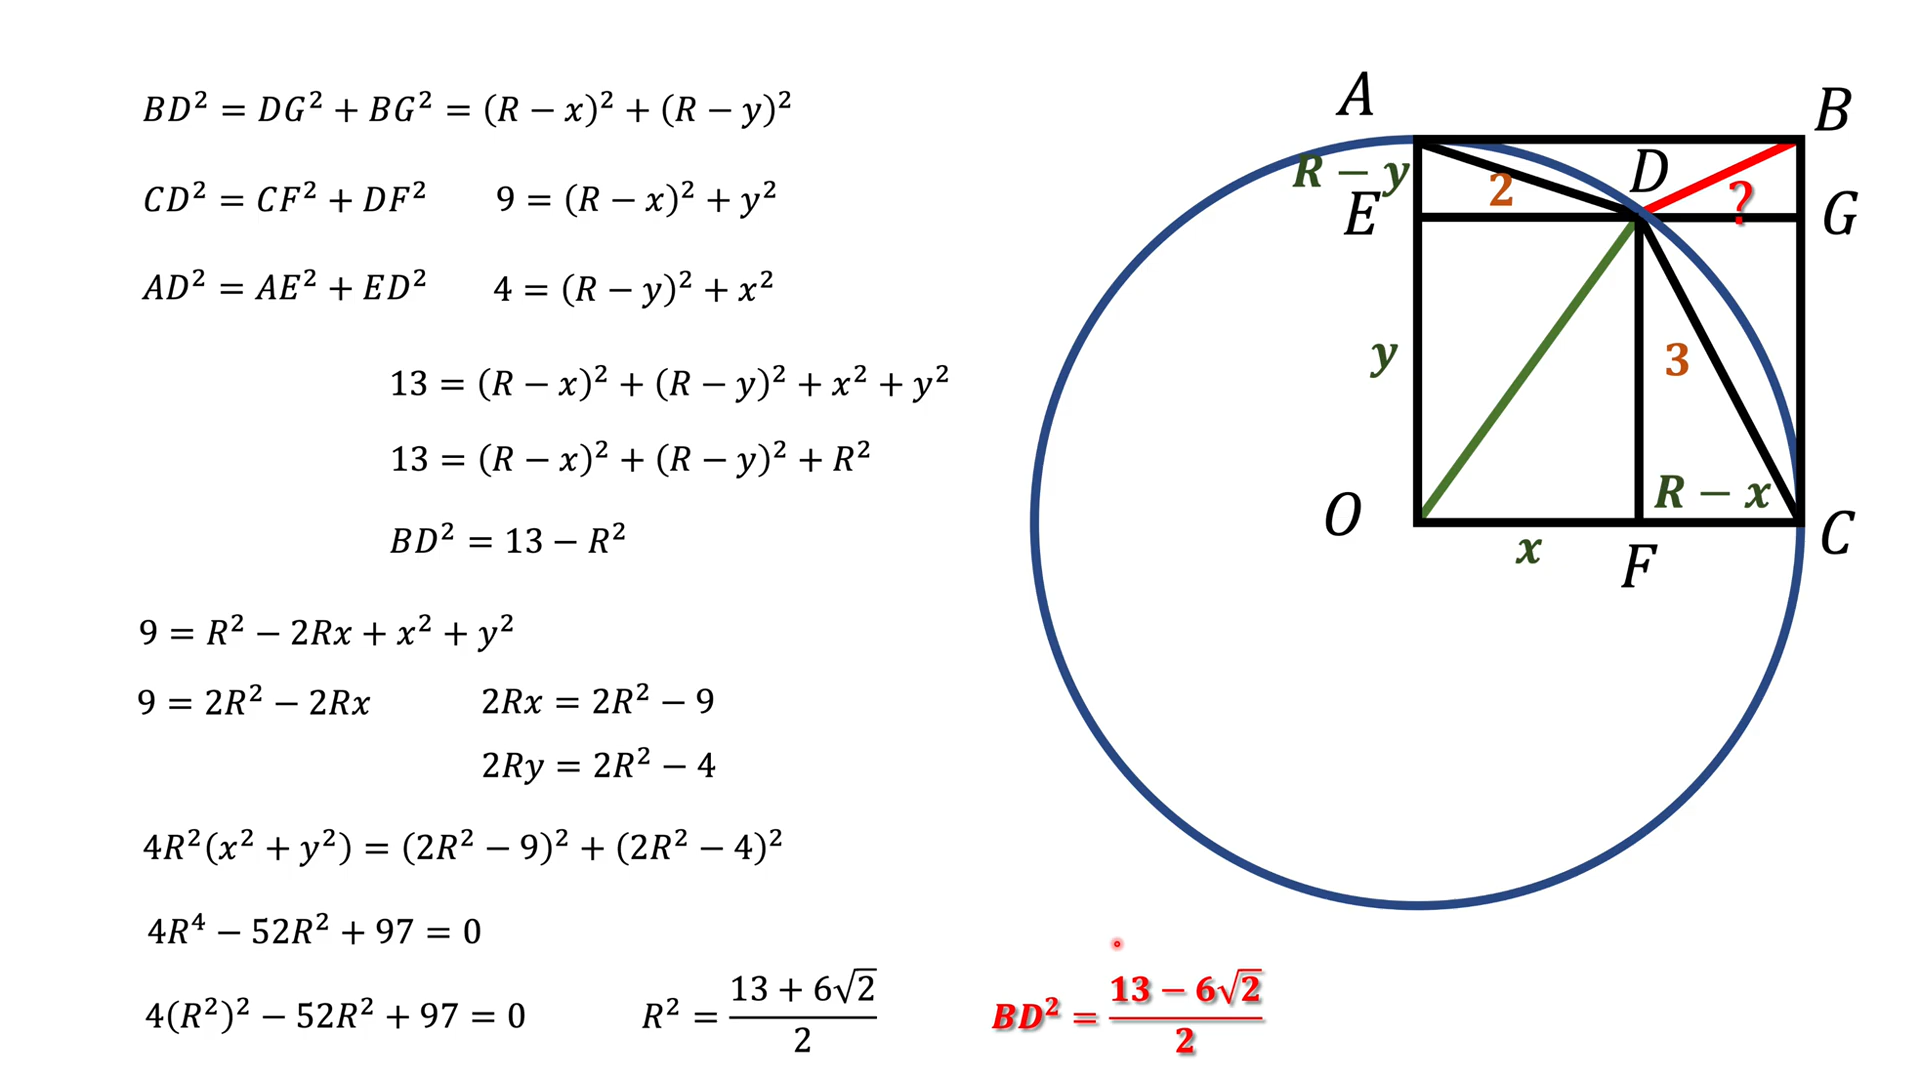 BD² = DG² + BG² = (R − x)² + (R − y)²
CD² = CF² + DF² 9 = (R − x)² + y²
AD² = AE² + ED² 4 = (R − y)² + x²
13 = (R − x)² + (R − y)² + x² + y²
13 = (R − x)² + (R − y)² + R²
BD² = 13 − R²
9 = R² − 2Rx + x² + y²
9 = 2R² − 2Rx 2Rx = 2R² − 9
2Ry = 2R² − 4
4R²(x² + y²) = (2R² − 9)² + (2R² − 4)²
4R⁴ − 52R² + 97 = 0
4(R²)² − 52R² + 97 = 0 R² = (13 + 6√2)/2 BD² = (13 − 6√2)/2
A
B
R − y
2
D
?
E
G
y
3
R − x
O
C
x
F